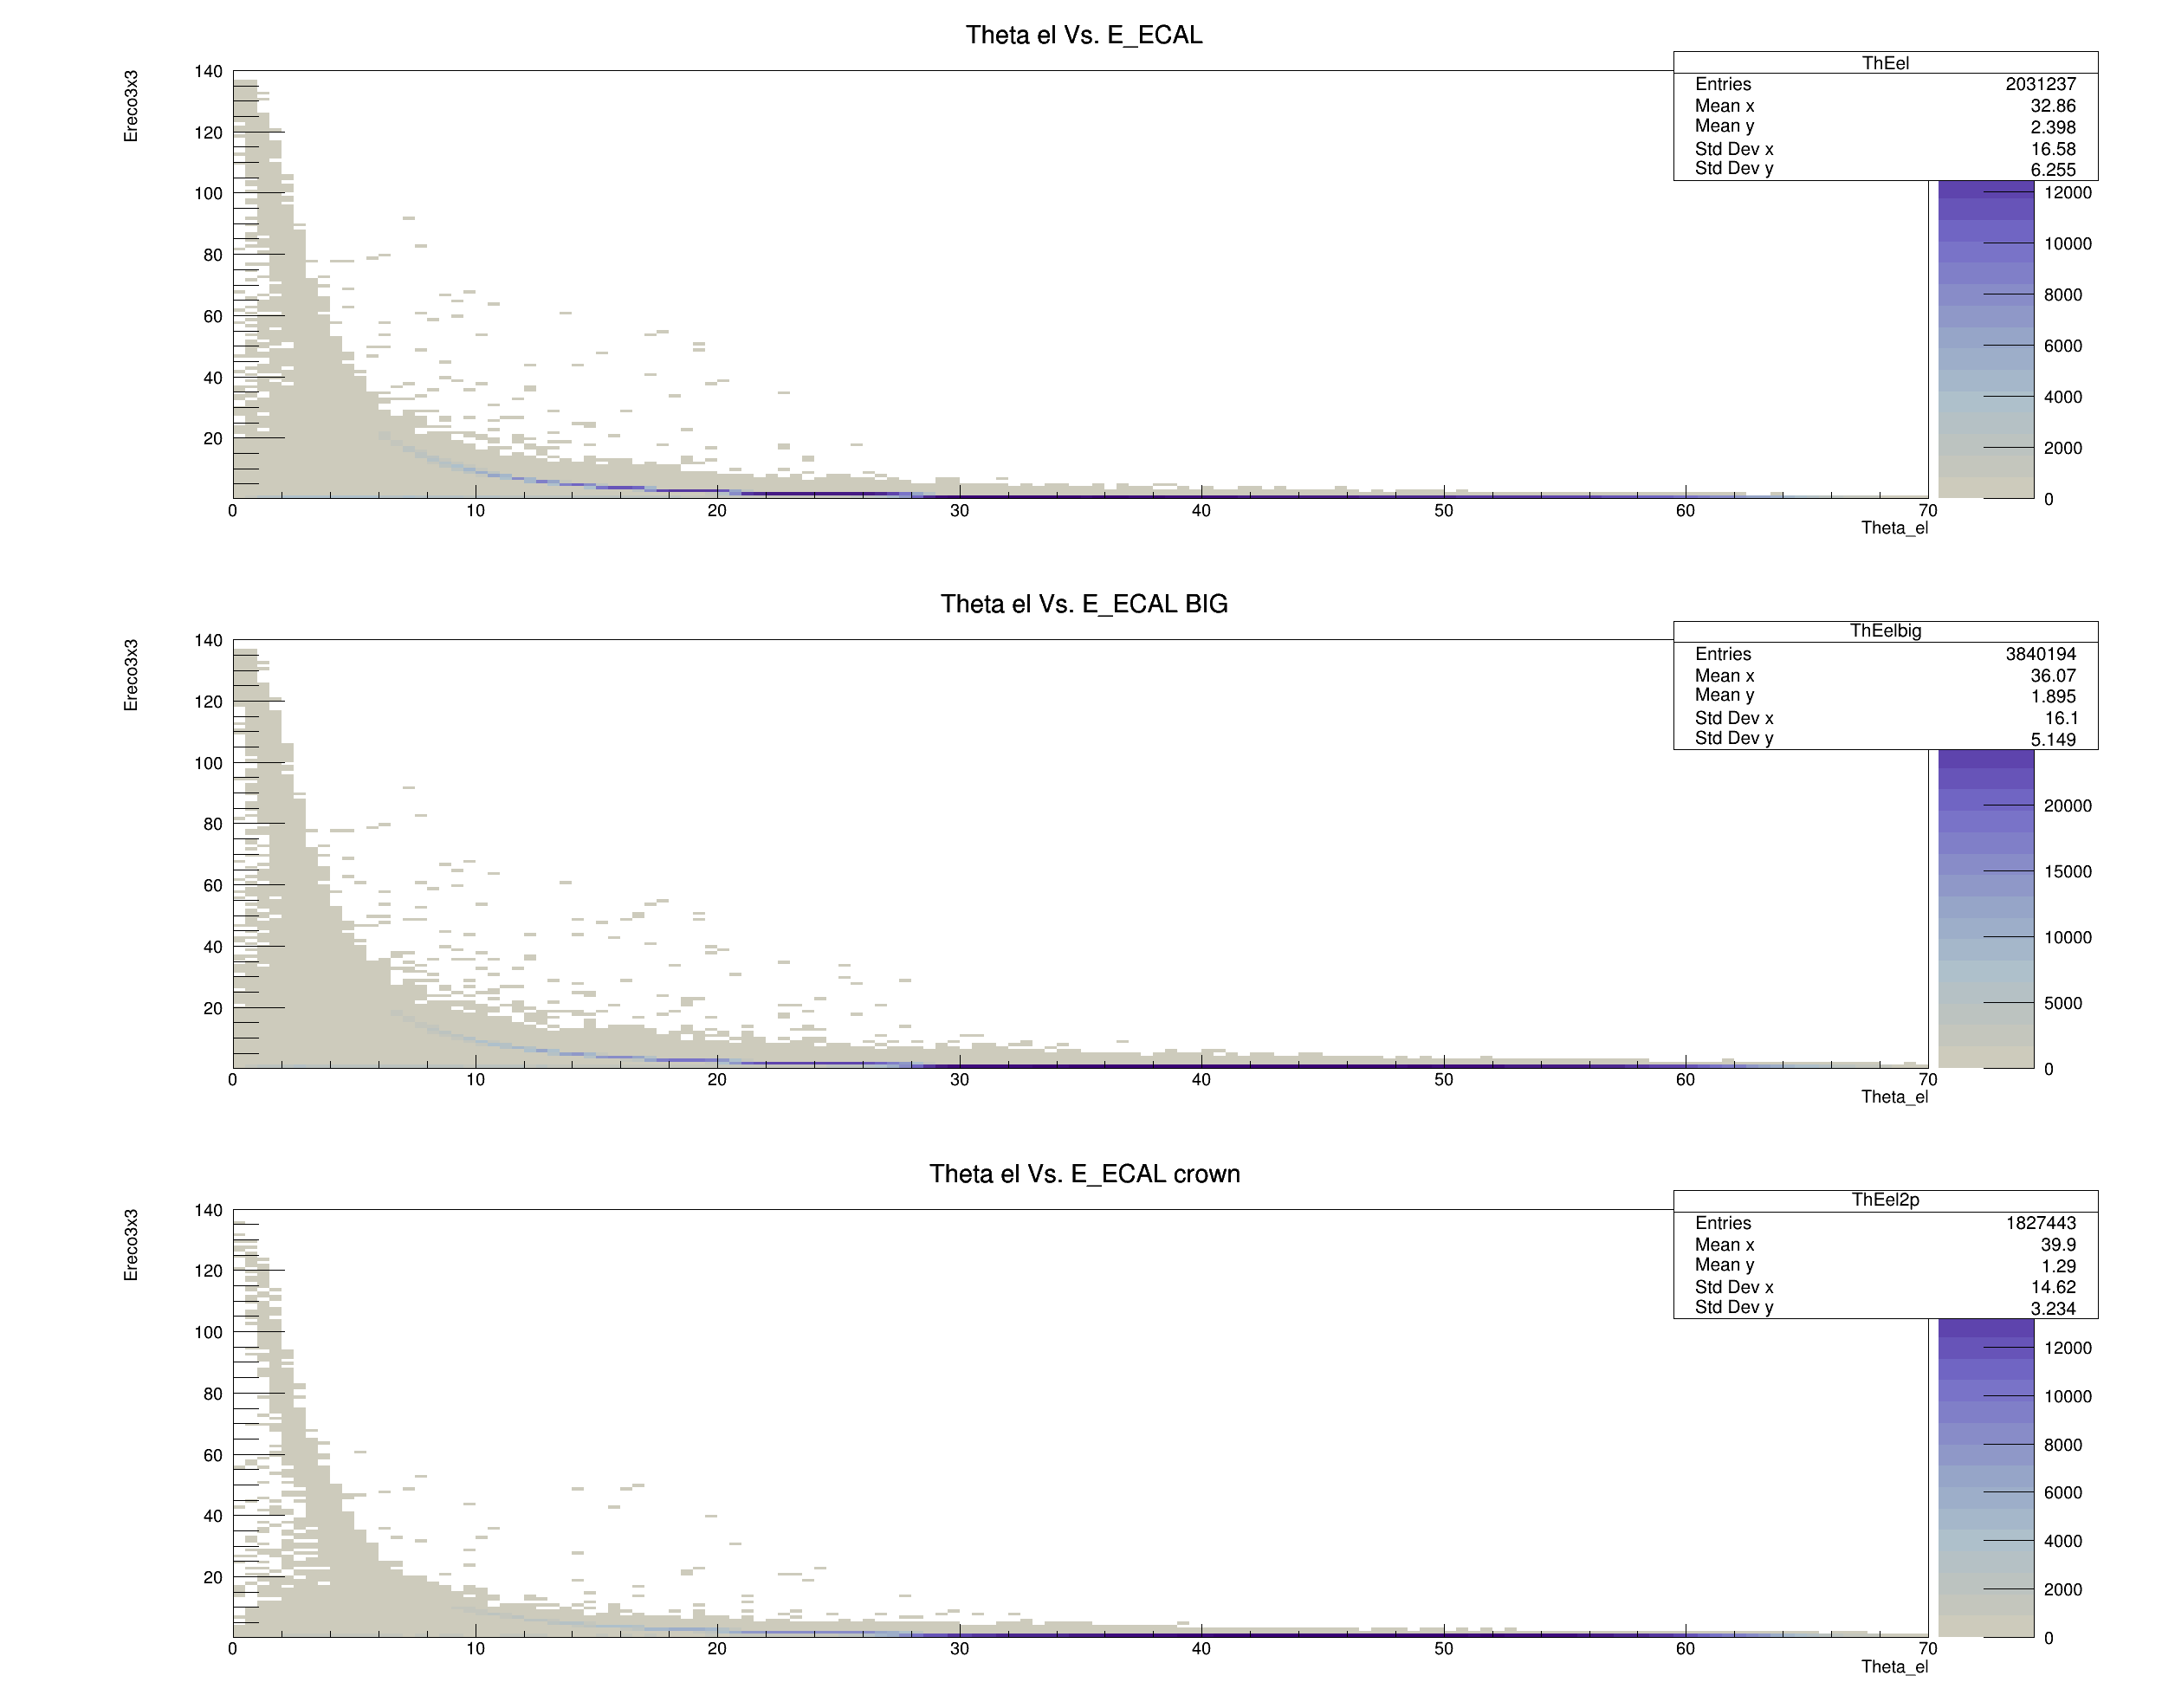 Theta el Vs. E_ECAL
Ereco3x3
140
120
100
80
60
40
20
0 10 20 30 40 50 60 70
Theta_el
ThEel
Entries 2031237
Mean x 32.86
Mean y 2.398
Std Dev x 16.58
Std Dev y 6.255
12000
10000
8000
6000
4000
2000
0
Theta el Vs. E_ECAL BIG
Ereco3x3
140
120
100
80
60
40
20
0 10 20 30 40 50 60 70
Theta_el
ThEelbig
Entries 3840194
Mean x 36.07
Mean y 1.895
Std Dev x 16.1
Std Dev y 5.149
20000
15000
10000
5000
0
Theta el Vs. E_ECAL crown
Ereco3x3
140
120
100
80
60
40
20
0 10 20 30 40 50 60 70
Theta_el
ThEel2p
Entries 1827443
Mean x 39.9
Mean y 1.29
Std Dev x 14.62
Std Dev y 3.234
12000
10000
8000
6000
4000
2000
0